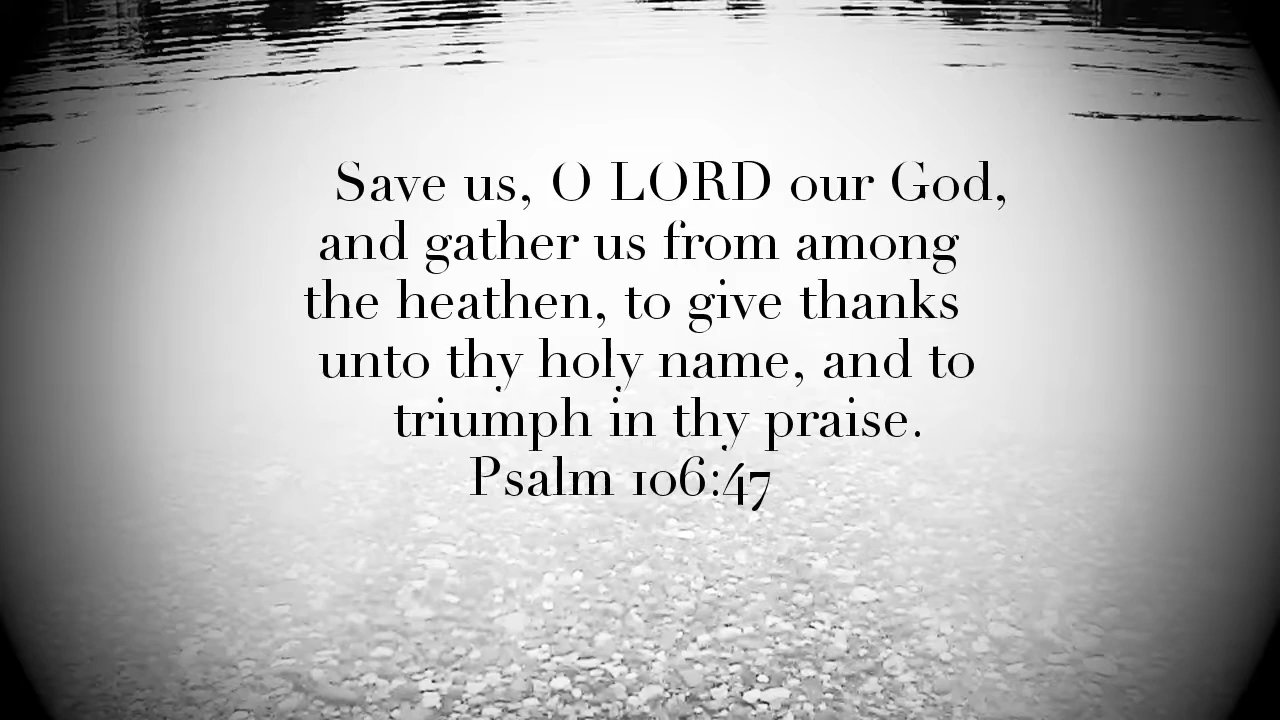 Save us, O LORD our God,
and gather us from among
the heathen, to give thanks
unto thy holy name, and to
triumph in thy praise.
Psalm 106:47